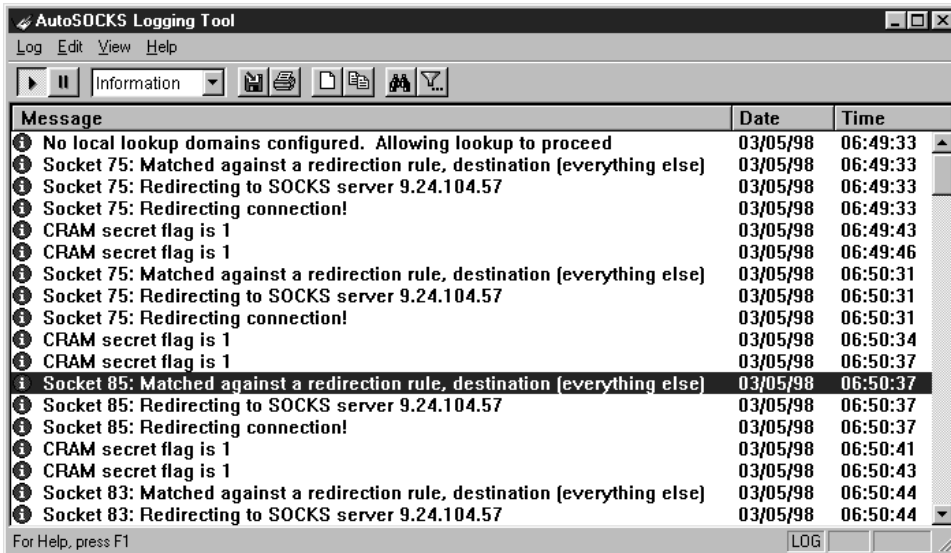 AutoSOCKS Logging Tool
Log Edit View Help
Information
Message Date Time
No local lookup domains configured. Allowing lookup to proceed 03/05/98 06:49:33
Socket 75: Matched against a redirection rule, destination (everything else) 03/05/98 06:49:33
Socket 75: Redirecting to SOCKS server 9.24.104.57 03/05/98 06:49:33
Socket 75: Redirecting connection! 03/05/98 06:49:33
CRAM secret flag is 1 03/05/98 06:49:43
CRAM secret flag is 1 03/05/98 06:49:46
Socket 75: Matched against a redirection rule, destination (everything else) 03/05/98 06:50:31
Socket 75: Redirecting to SOCKS server 9.24.104.57 03/05/98 06:50:31
Socket 75: Redirecting connection! 03/05/98 06:50:31
CRAM secret flag is 1 03/05/98 06:50:34
CRAM secret flag is 1 03/05/98 06:50:37
Socket 85: Matched against a redirection rule, destination (everything else) 03/05/98 06:50:37
Socket 85: Redirecting to SOCKS server 9.24.104.57 03/05/98 06:50:37
Socket 85: Redirecting connection! 03/05/98 06:50:37
CRAM secret flag is 1 03/05/98 06:50:41
CRAM secret flag is 1 03/05/98 06:50:43
Socket 83: Matched against a redirection rule, destination (everything else) 03/05/98 06:50:44
Socket 83: Redirecting to SOCKS server 9.24.104.57 03/05/98 06:50:44
For Help, press F1 LOG